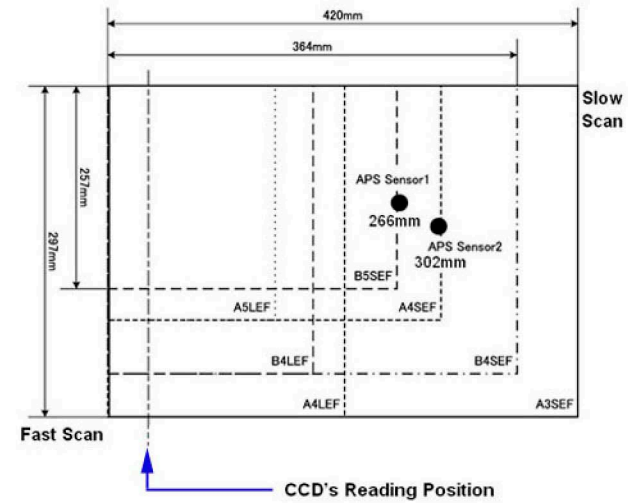 420mm
364mm
Slow
Scan
257mm
297mm
APS Sensor1
266mm
APS Sensor2
302mm
B5SEF
A5LEF
A4SEF
B4LEF
B4SEF
A4LEF
A3SEF
Fast Scan
CCD's Reading Position